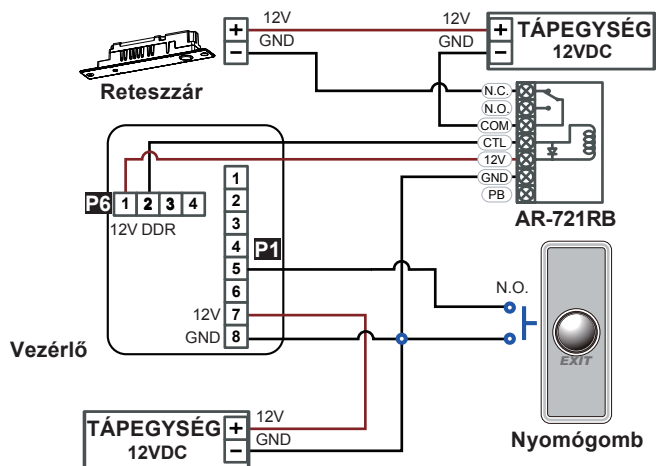 12V 12V
+ + TÁPEGYSÉG
GND GND
− − 12VDC
Reteszzár
N.C.
N.O.
COM
CTL
12V
GND
PB
AR-721RB
P6 1 2 3 4
12V DDR
1
2
3
4
5
6
12V 7
GND 8
P1
Vezérlő
N.O.
EXIT
Nyomógomb
TÁPEGYSÉG + 12V
12VDC − GND